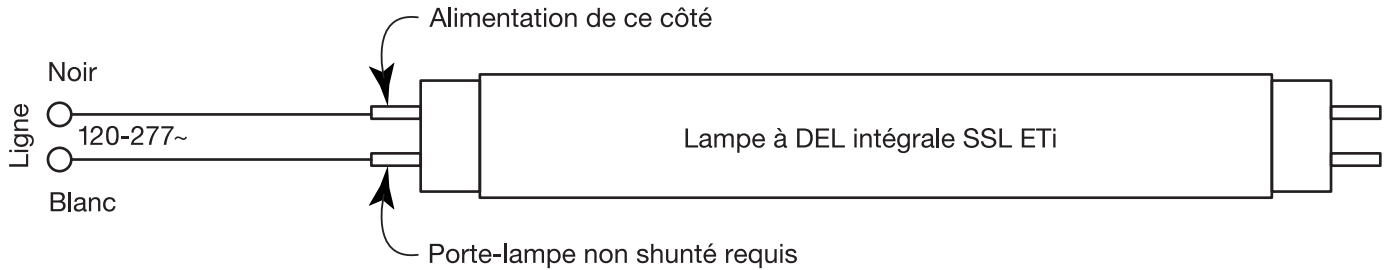 Alimentation de ce côté
Noir
Ligne
120-277~
Lampe à DEL intégrale SSL ETi
Blanc
Porte-lampe non shunté requis